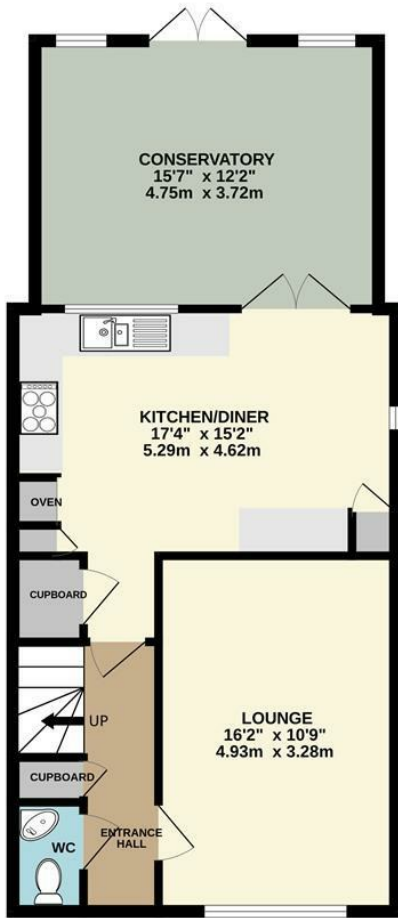 CONSERVATORY
15'7" x 12'2"
4.75m x 3.72m
KITCHEN/DINER
17'4" x 15'2"
5.29m x 4.62m
OVEN
CUPBOARD
UP
LOUNGE
16'2" x 10'9"
4.93m x 3.28m
CUPBOARD
ENTRANCE
HALL
WC